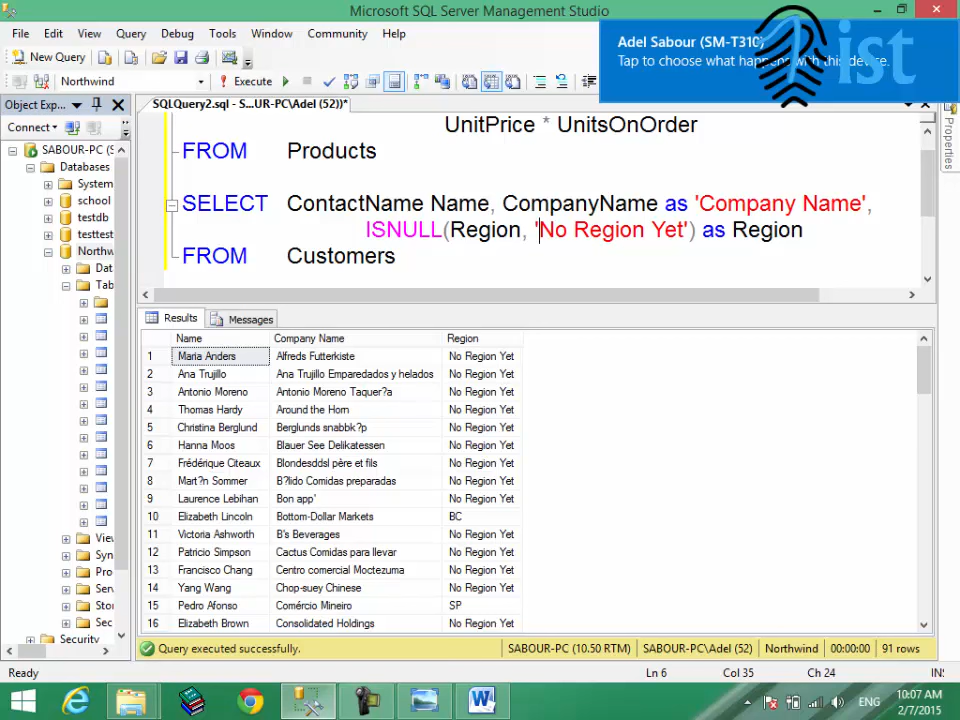 Microsoft SQL Server Management Studio
File Edit View Query Debug Tools Window Community Help
Adel Sabour (SM-T310)
Tap to choose what happens with this device.
ist
New Query
Northwind
Execute
Object Exp...
SQLQuery2.sql - S...UR-PC\Adel (52))*
Connect
Properties
SABOUR-PC (S
Databases
System
school
testdb
testtest
Northw
Dat
Tab
Viev
Syn
Pro
Serv
Stor
Sec
Security
UnitPrice * UnitsOnOrder
FROM Products
SELECT ContactName Name, CompanyName as 'Company Name',
ISNULL(Region, 'No Region Yet') as Region
FROM Customers
Results Messages
Name Company Name Region
1 Maria Anders Alfreds Futterkiste No Region Yet
2 Ana Trujillo Ana Trujillo Emparedados y helados No Region Yet
3 Antonio Moreno Antonio Moreno Taquer?a No Region Yet
4 Thomas Hardy Around the Horn No Region Yet
5 Christina Berglund Berglunds snabbk?p No Region Yet
6 Hanna Moos Blauer See Delikatessen No Region Yet
7 Frédérique Citeaux Blondesddsl père et fils No Region Yet
8 Mart?n Sommer B?lido Comidas preparadas No Region Yet
9 Laurence Lebihan Bon app' No Region Yet
10 Elizabeth Lincoln Bottom-Dollar Markets BC
11 Victoria Ashworth B's Beverages No Region Yet
12 Patricio Simpson Cactus Comidas para llevar No Region Yet
13 Francisco Chang Centro comercial Moctezuma No Region Yet
14 Yang Wang Chop-suey Chinese No Region Yet
15 Pedro Afonso Comércio Mineiro SP
16 Elizabeth Brown Consolidated Holdings No Region Yet
Query executed successfully. SABOUR-PC (10.50 RTM) SABOUR-PC\Adel (52) Northwind 00:00:00 91 rows
Ready Ln 6 Col 35 Ch 24 INS
ENG
10:07 AM
2/7/2015